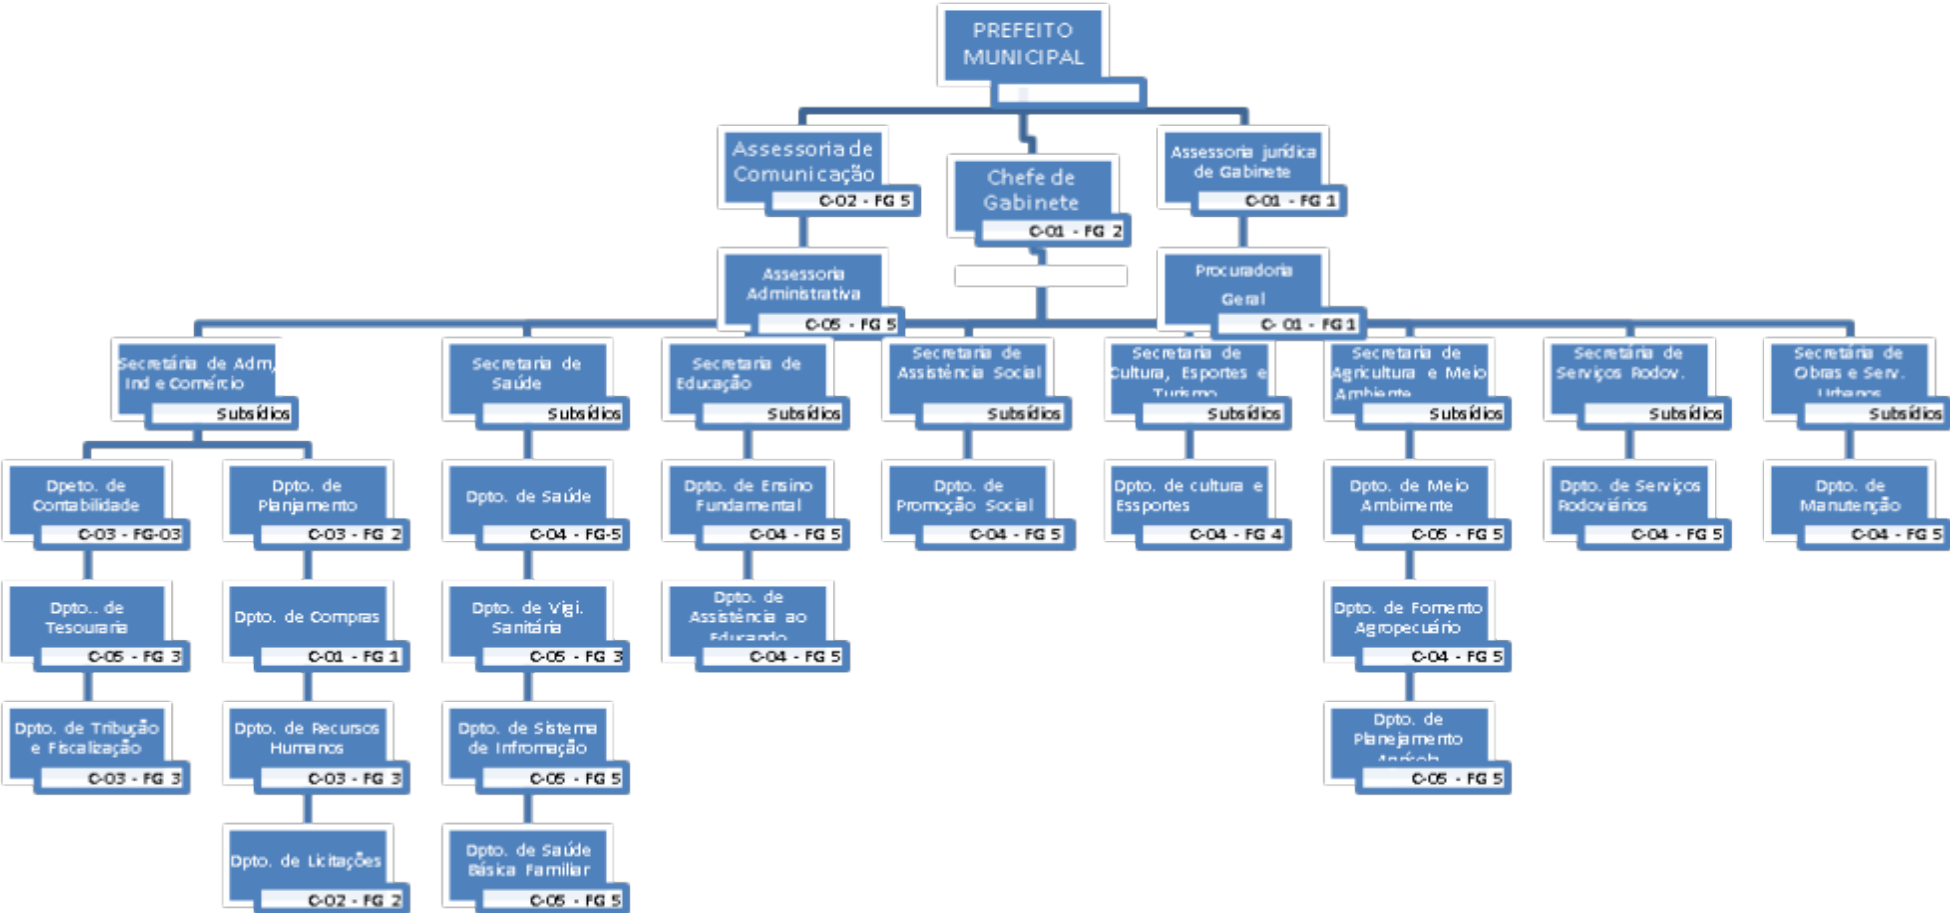 PREFEITO
MUNICIPAL
Assessoria de
Comunicação
C-02 - FG 5
Chefe de
Gabinete
C-01 - FG 2
Assessoria jurídica
de Gabinete
C-01 - FG 1
Assessoria
Administrativa
C-05 - FG 5
Procuradoria
Geral
C- 01 - FG 1
Secretária de Adm,
Ind e Comércio
Subsídios
Secretaria de
Saúde
Subsídios
Secretaria de
Educação
Subsídios
Secretaria de
Assistência Social
Subsídios
Secretaria de
Cultura, Esportes e
Turismo
Subsídios
Secretaria de
Agricultura e Meio
Ambiente
Subsídios
Secretária de
Serviços Rodov.
Subsídios
Secretária de
Obras e Serv.
Urbanos
Subsídios
Dpeto. de
Contabilidade
C-03 - FG-03
Dpto. de
Planjamento
C-03 - FG 2
Dpto. de Saúde
C-04 - FG-5
Dpto. de Ensino
Fundamental
C-04 - FG 5
Dpto. de
Promoção Social
C-04 - FG 5
Dpto. de cultura e
Essportes
C-04 - FG 4
Dpto. de Meio
Ambimente
C-05 - FG 5
Dpto. de Serviços
Rodoviários
C-04 - FG 5
Dpto. de
Manutenção
C-04 - FG 5
Dpto.. de
Tesouraria
C-05 - FG 3
Dpto. de Compras
C-01 - FG 1
Dpto. de Vigi.
Sanitária
C-05 - FG 3
Dpto. de
Assistência ao
Educando
C-04 - FG 5
Dpto. de Fomento
Agropecuário
C-04 - FG 5
Dpto. de Tribução
e Fiscalização
C-03 - FG 3
Dpto. de Recursos
Humanos
C-03 - FG 3
Dpto. de Sistema
de Infromação
C-05 - FG 5
Dpto. de
Planejamento
Agrícola
C-05 - FG 5
Dpto. de Licitações
C-02 - FG 2
Dpto. de Saúde
Básica Familiar
C-05 - FG 5